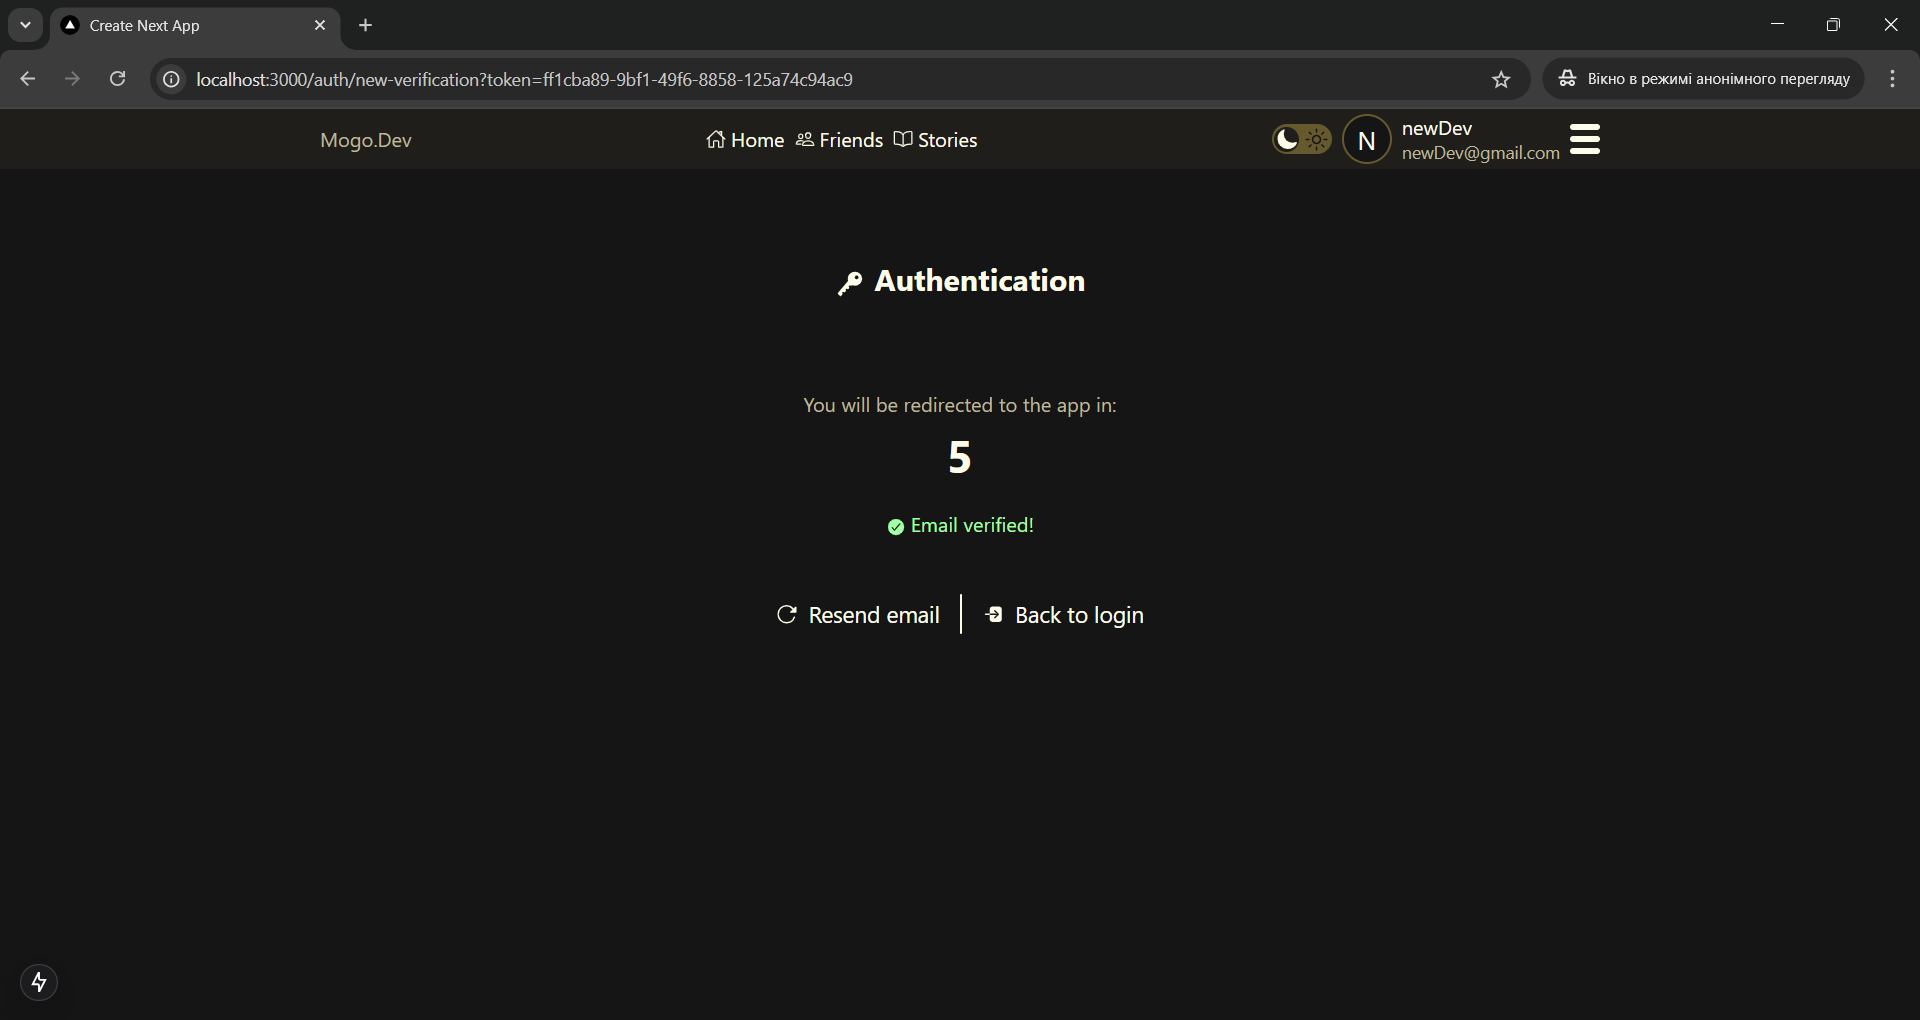 Create Next App
localhost:3000/auth/new-verification?token=ff1cba89-9bf1-49f6-8858-125a74c94ac9
Вікно в режимі анонімного перегляду
Mogo.Dev
Home Friends Stories
N
newDev
newDev@gmail.com
Authentication
You will be redirected to the app in:
5
Email verified!
Resend email
Back to login